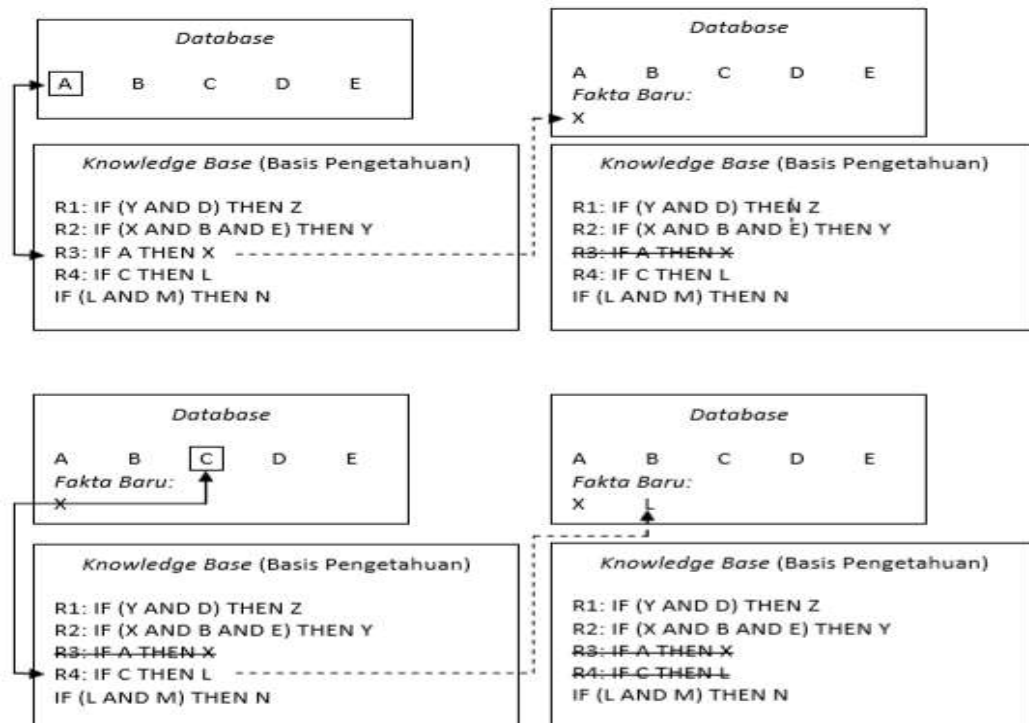 Database
A B C D E
Knowledge Base (Basis Pengetahuan)
R1: IF (Y AND D) THEN Z
R2: IF (X AND B AND E) THEN Y
R3: IF A THEN X
R4: IF C THEN L
IF (L AND M) THEN N
Database
A B C D E
Fakta Baru:
X
Knowledge Base (Basis Pengetahuan)
R1: IF (Y AND D) THEN Z
R2: IF (X AND B AND E) THEN Y
R3: IF A THEN X
R4: IF C THEN L
IF (L AND M) THEN N
Database
A B C D E
Fakta Baru:
X
Knowledge Base (Basis Pengetahuan)
R1: IF (Y AND D) THEN Z
R2: IF (X AND B AND E) THEN Y
R3: IF A THEN X
R4: IF C THEN L
IF (L AND M) THEN N
Database
A B C D E
Fakta Baru:
X L
Knowledge Base (Basis Pengetahuan)
R1: IF (Y AND D) THEN Z
R2: IF (X AND B AND E) THEN Y
R3: IF A THEN X
R4: IF C THEN L
IF (L AND M) THEN N